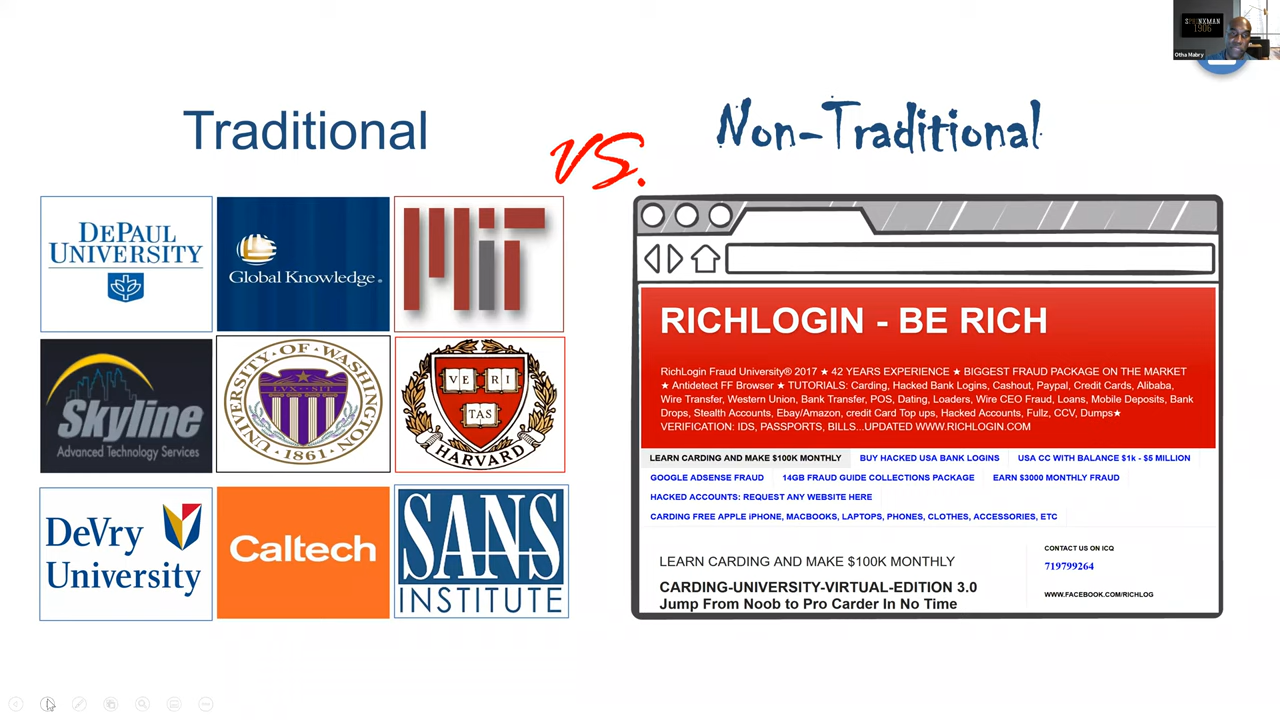 SPHINXMAN
1906
Otha Mabry
Traditional
vs.
Non-Traditional
DEPAUL
UNIVERSITY
Global Knowledge®
MiT
Skyline
Advanced Technology Services
UNIVERSITY OF WASHINGTON
LVX SIT
1861
VE RI
TAS
HARVARD
DeVry
University
Caltech
SANS
INSTITUTE
RICHLOGIN - BE RICH
RichLogin Fraud University® 2017 ★ 42 YEARS EXPERIENCE ★ BIGGEST FRAUD PACKAGE ON THE MARKET
★ Antidetect FF Browser ★ TUTORIALS: Carding, Hacked Bank Logins, Cashout, Paypal, Credit Cards, Alibaba,
Wire Transfer, Western Union, Bank Transfer, POS, Dating, Loaders, Wire CEO Fraud, Loans, Mobile Deposits, Bank
Drops, Stealth Accounts, Ebay/Amazon, credit Card Top ups, Hacked Accounts, Fullz, CCV, Dumps★
VERIFICATION: IDS, PASSPORTS, BILLS...UPDATED WWW.RICHLOGIN.COM
LEARN CARDING AND MAKE $100K MONTHLY BUY HACKED USA BANK LOGINS USA CC WITH BALANCE $1k - $5 MILLION
GOOGLE ADSENSE FRAUD 14GB FRAUD GUIDE COLLECTIONS PACKAGE EARN $3000 MONTHLY FRAUD
HACKED ACCOUNTS: REQUEST ANY WEBSITE HERE
CARDING FREE APPLE iPHONE, MACBOOKS, LAPTOPS, PHONES, CLOTHES, ACCESSORIES, ETC
LEARN CARDING AND MAKE $100K MONTHLY
CARDING-UNIVERSITY-VIRTUAL-EDITION 3.0
Jump From Noob to Pro Carder In No Time
CONTACT US ON ICQ
719799264
WWW.FACEBOOK.COM/RICHLOG